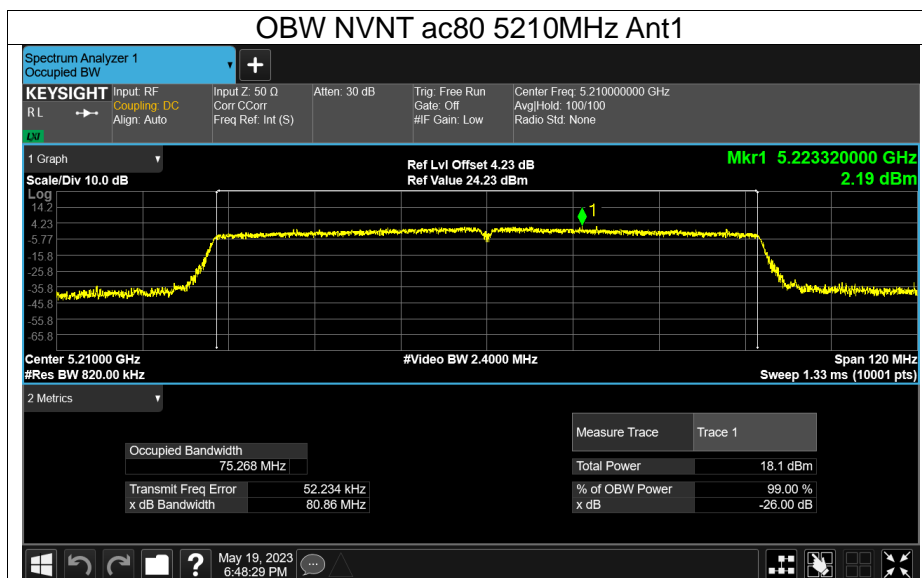 OBW NVNT ac80 5210MHz Ant1
Spectrum Analyzer 1
Occupied BW
KEYSIGHT
R L
LXI
Input: RF
Coupling: DC
Align: Auto
Input Z: 50 Ω
Corr CCorr
Freq Ref: Int (S)
Atten: 30 dB
Trig: Free Run
Gate: Off
#IF Gain: Low
Center Freq: 5.210000000 GHz
Avg|Hold: 100/100
Radio Std: None
1 Graph
Scale/Div 10.0 dB
Ref Lvl Offset 4.23 dB
Ref Value 24.23 dBm
Mkr1 5.223320000 GHz
2.19 dBm
Log
14.2
4.23
-5.77
-15.8
-25.8
-35.8
-45.8
-55.8
-65.8
1
Center 5.21000 GHz
#Res BW 820.00 kHz
#Video BW 2.4000 MHz
Span 120 MHz
Sweep 1.33 ms (10001 pts)
2 Metrics
Occupied Bandwidth
75.268 MHz
Transmit Freq Error 52.234 kHz
x dB Bandwidth 80.86 MHz
Measure Trace Trace 1
Total Power 18.1 dBm
% of OBW Power 99.00 %
x dB -26.00 dB
May 19, 2023
6:48:29 PM